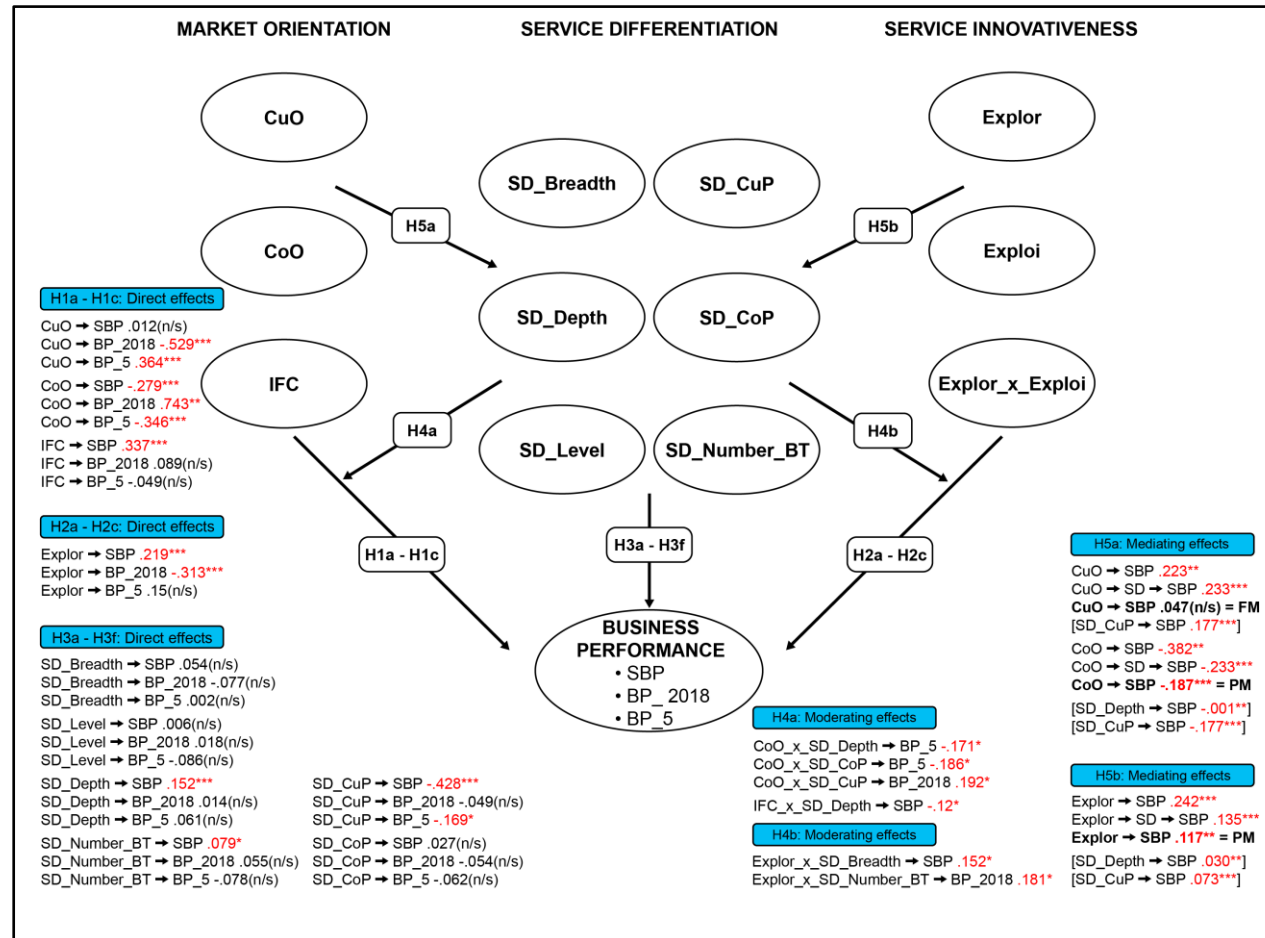 MARKET ORIENTATION
SERVICE DIFFERENTIATION
SERVICE INNOVATIVENESS
CuO
Explor
SD_Breadth
SD_CuP
H5a
H5b
CoO
Exploi
SD_Depth
SD_CoP
IFC
Explor_x_Exploi
H4a
H4b
SD_Level
SD_Number_BT
H1a - H1c
H3a - H3f
H2a - H2c
BUSINESS
PERFORMANCE
• SBP
• BP_ 2018
• BP_5
H1a - H1c: Direct effects
CuO → SBP .012(n/s)
CuO → BP_2018 -.529***
CuO → BP_5 .364***
CoO → SBP -.279***
CoO → BP_2018 .743**
CoO → BP_5 -.346***
IFC → SBP .337***
IFC → BP_2018 .089(n/s)
IFC → BP_5 -.049(n/s)
H2a - H2c: Direct effects
Explor → SBP .219***
Explor → BP_2018 -.313***
Explor → BP_5 .15(n/s)
H3a - H3f: Direct effects
SD_Breadth → SBP .054(n/s)
SD_Breadth → BP_2018 -.077(n/s)
SD_Breadth → BP_5 .002(n/s)
SD_Level → SBP .006(n/s)
SD_Level → BP_2018 .018(n/s)
SD_Level → BP_5 -.086(n/s)
SD_Depth → SBP .152***
SD_Depth → BP_2018 .014(n/s)
SD_Depth → BP_5 .061(n/s)
SD_Number_BT → SBP .079*
SD_Number_BT → BP_2018 .055(n/s)
SD_Number_BT → BP_5 -.078(n/s)
SD_CuP → SBP -.428***
SD_CuP → BP_2018 -.049(n/s)
SD_CuP → BP_5 -.169*
SD_CoP → SBP .027(n/s)
SD_CoP → BP_2018 -.054(n/s)
SD_CoP → BP_5 -.062(n/s)
H4a: Moderating effects
CoO_x_SD_Depth → BP_5 -.171*
CoO_x_SD_CoP → BP_5 -.186*
CoO_x_SD_CuP → BP_2018 .192*
IFC_x_SD_Depth → SBP -.12*
H4b: Moderating effects
Explor_x_SD_Breadth → SBP .152*
Explor_x_SD_Number_BT → BP_2018 .181*
H5a: Mediating effects
CuO → SBP .223**
CuO → SD → SBP .233***
CuO → SBP .047(n/s) = FM
[SD_CuP → SBP .177***]
CoO → SBP -.382**
CoO → SD → SBP -.233***
CoO → SBP -.187*** = PM
[SD_Depth → SBP -.001**]
[SD_CuP → SBP -.177***]
H5b: Mediating effects
Explor → SBP .242***
Explor → SD → SBP .135***
Explor → SBP .117** = PM
[SD_Depth → SBP .030**]
[SD_CuP → SBP .073***]